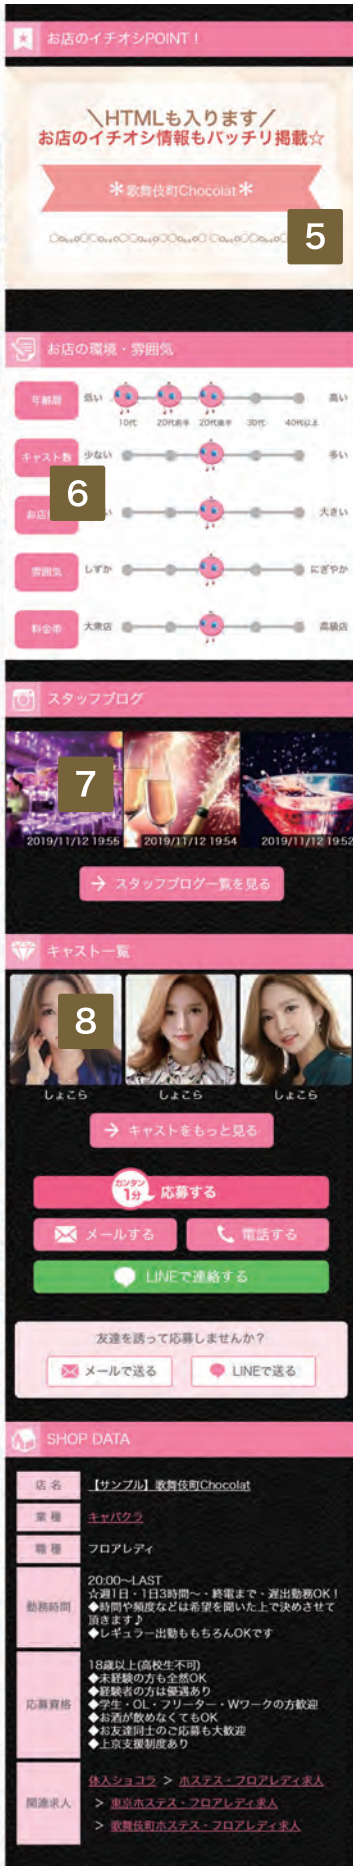 お店のイチオシPOINT！
＼HTMLも入ります／
お店のイチオシ情報もバッチリ掲載☆
＊歌舞伎町Chocolat＊
5
お店の環境・雰囲気
年齢層 低い 高い
10代 20代前半 20代後半 30代 40代以上
キャスト数 少ない 多い
6
お店 い 大きい
雰囲気 しずか にぎやか
料金帯 大衆店 高級店
スタッフブログ
7
2019/11/12 19:55 2019/11/12 19:54 2019/11/12 19:52
→ スタッフブログ一覧を見る
キャスト一覧
8
しょこら しょこら しょこら
→ キャストをもっと見る
カンタン1分 応募する
メールする 電話する
LINEで連絡する
友達を誘って応募しませんか？
メールで送る LINEで送る
SHOP DATA
店 名 【サンプル】歌舞伎町Chocolat
業 種 キャバクラ
職 種 フロアレディ
勤務時間 20:00〜LAST
☆週1日・1日3時間〜・終電まで・遅出勤務OK！
◆時間や頻度などは希望を聞いた上で決めさせて
頂きます♪
◆レギュラー出勤ももちろんOKです
応募資格 18歳以上(高校生不可)
◆未経験の方も全然OK
◆経験者の方は優遇あり
◆学生・OL・フリーター・Wワークの方歓迎
◆お酒が飲めなくてもOK
◆お友達同士のご応募も大歓迎
◆上京支援制度あり
関連求人 体入ショコラ ＞ ホステス・フロアレディ求人
＞ 東京ホステス・フロアレディ求人
＞ 歌舞伎町ホステス・フロアレディ求人